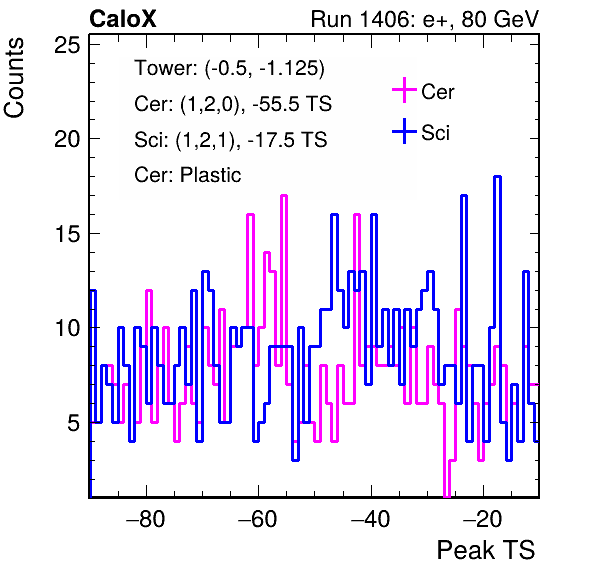 CaloX Run 1406: e+, 80 GeV
Counts
25
20
15
10
5
Tower: (-0.5, -1.125)
Cer: (1,2,0), -55.5 TS
Sci: (1,2,1), -17.5 TS
Cer: Plastic
Cer
Sci
−80 −60 −40 −20
Peak TS